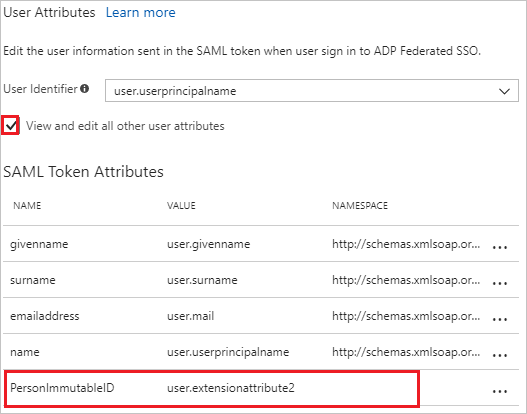 User Attributes Learn more
Edit the user information sent in the SAML token when user sign in to ADP Federated SSO.
User Identifier user.userprincipalname
View and edit all other user attributes
SAML Token Attributes
NAME VALUE NAMESPACE
givenname user.givenname http://schemas.xmlsoap.or... ...
surname user.surname http://schemas.xmlsoap.or... ...
emailaddress user.mail http://schemas.xmlsoap.or... ...
name user.userprincipalname http://schemas.xmlsoap.or... ...
PersonImmutableID user.extensionattribute2 ...